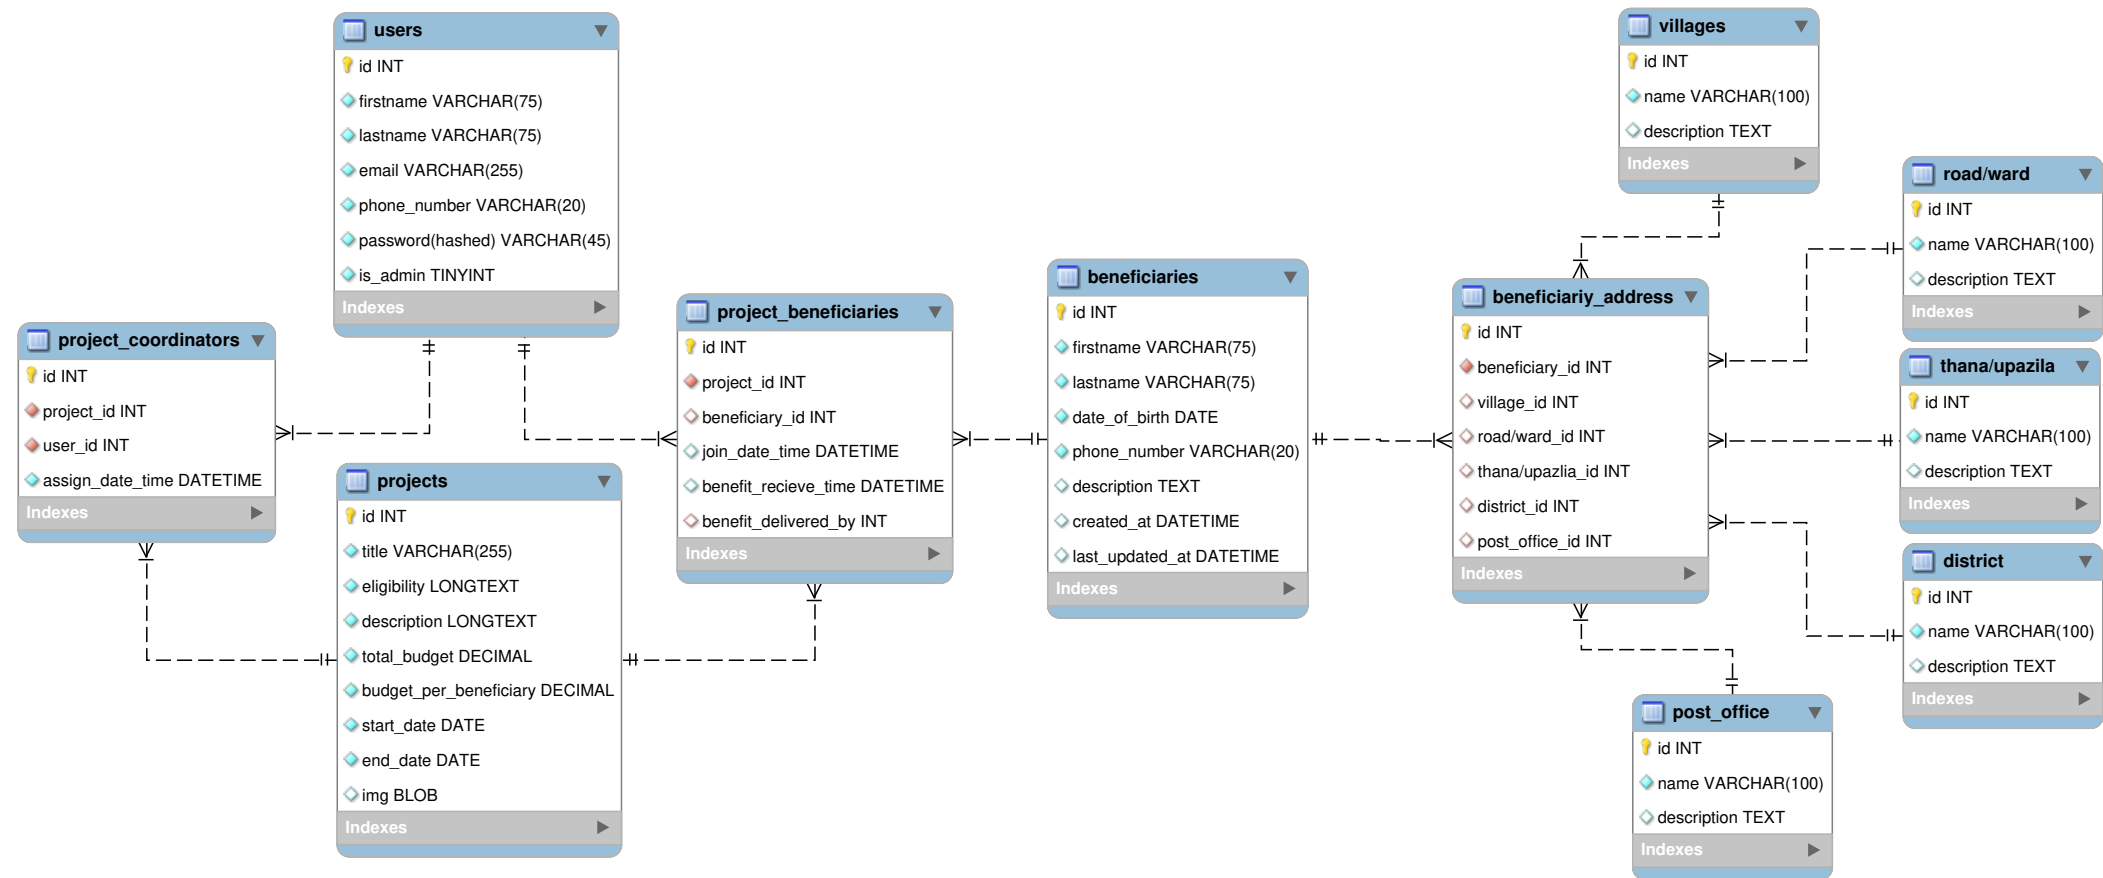 users
id INT
firstname VARCHAR(75)
lastname VARCHAR(75)
email VARCHAR(255)
phone_number VARCHAR(20)
password(hashed) VARCHAR(45)
is_admin TINYINT
Indexes
project_coordinators
id INT
project_id INT
user_id INT
assign_date_time DATETIME
Indexes
projects
id INT
title VARCHAR(255)
eligibility LONGTEXT
description LONGTEXT
total_budget DECIMAL
budget_per_beneficiary DECIMAL
start_date DATE
end_date DATE
img BLOB
Indexes
project_beneficiaries
id INT
project_id INT
beneficiary_id INT
join_date_time DATETIME
benefit_recieve_time DATETIME
benefit_delivered_by INT
Indexes
beneficiaries
id INT
firstname VARCHAR(75)
lastname VARCHAR(75)
date_of_birth DATE
phone_number VARCHAR(20)
description TEXT
created_at DATETIME
last_updated_at DATETIME
Indexes
beneficiariy_address
id INT
beneficiary_id INT
village_id INT
road/ward_id INT
thana/upazlia_id INT
district_id INT
post_office_id INT
Indexes
villages
id INT
name VARCHAR(100)
description TEXT
Indexes
road/ward
id INT
name VARCHAR(100)
description TEXT
Indexes
thana/upazila
id INT
name VARCHAR(100)
description TEXT
Indexes
district
id INT
name VARCHAR(100)
description TEXT
Indexes
post_office
id INT
name VARCHAR(100)
description TEXT
Indexes